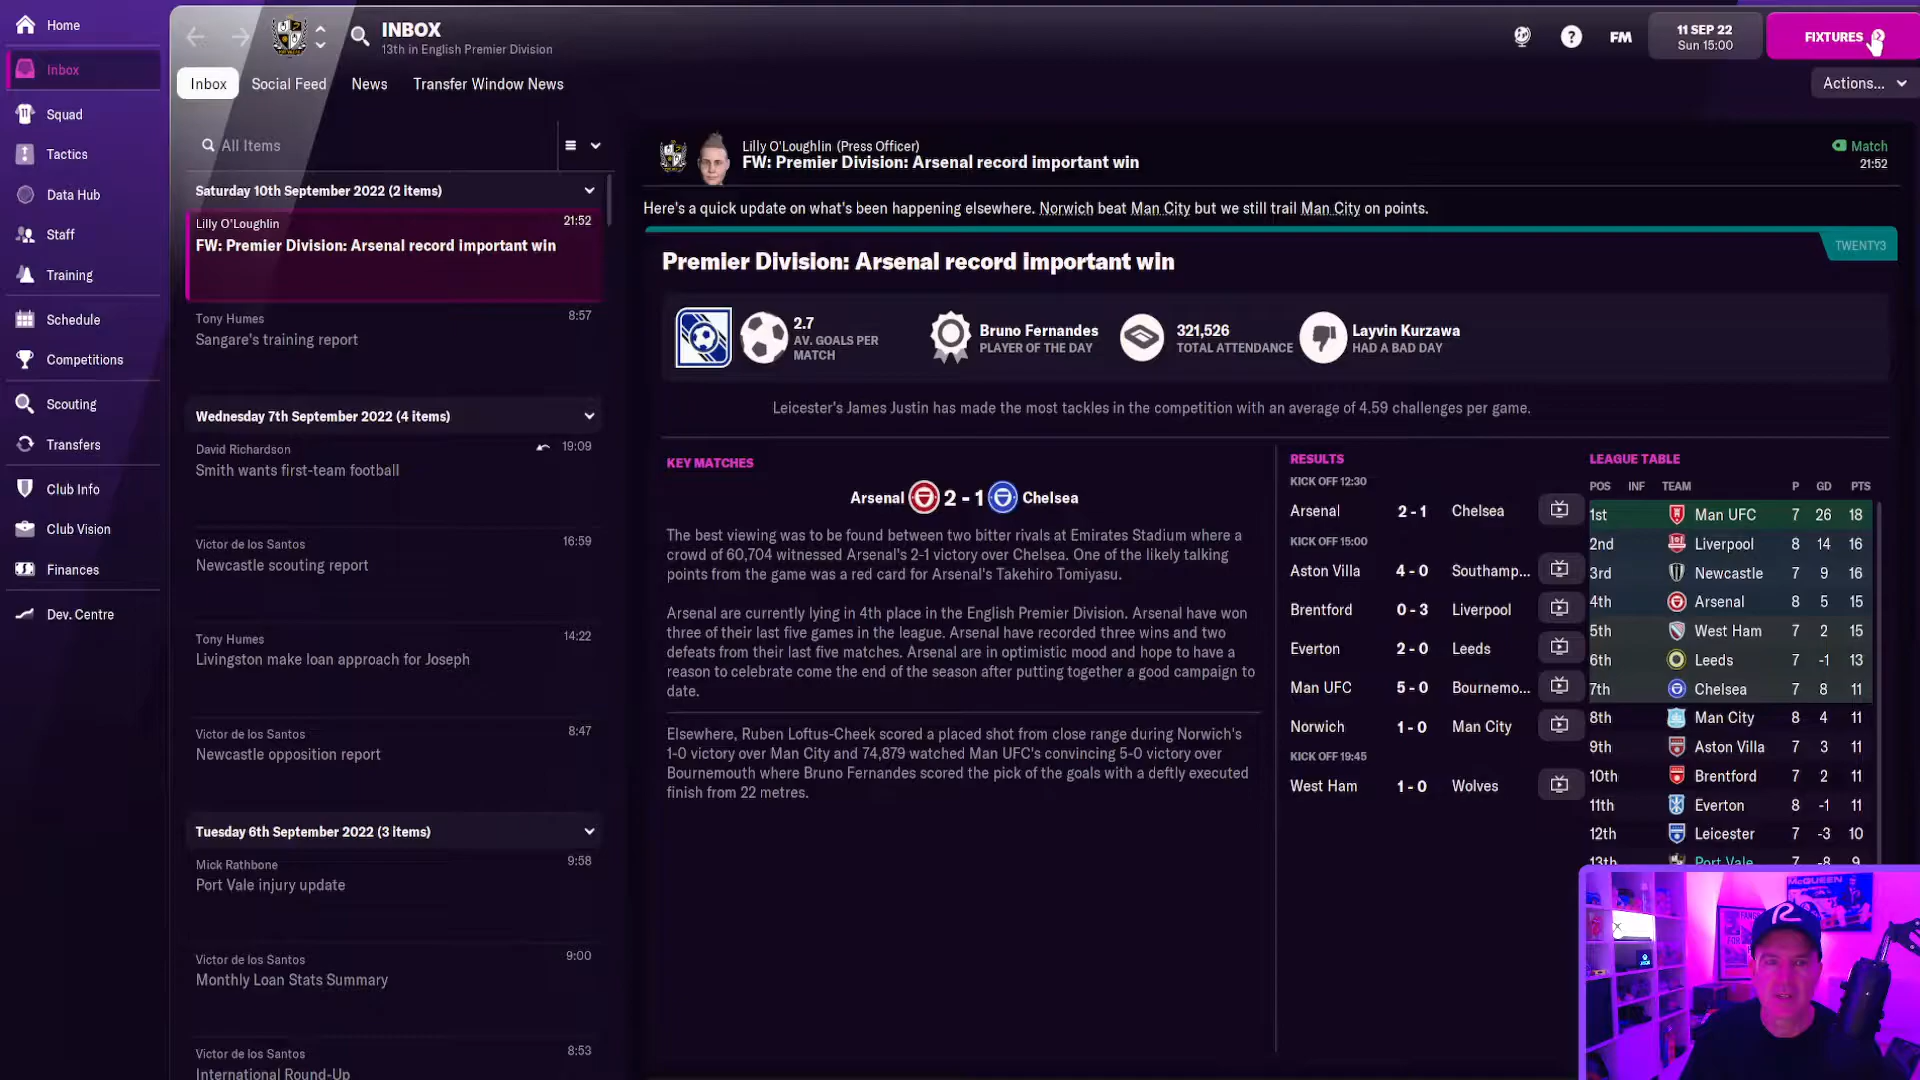 Home
Inbox
Squad
Tactics
Data Hub
Staff
Training
Schedule
Competitions
Scouting
Transfers
Club Info
Club Vision
Finances
Dev. Centre
INBOX
13th in English Premier Division
FM
11 SEP 22
Sun 15:00
FIXTURES
Inbox
Social Feed
News
Transfer Window News
Actions...
All Items
Saturday 10th September 2022 (2 items)
Lilly O'Loughlin 21:52
FW: Premier Division: Arsenal record important win
Tony Humes 8:57
Sangare's training report
Wednesday 7th September 2022 (4 items)
David Richardson 19:09
Smith wants first-team football
Victor de los Santos 16:59
Newcastle scouting report
Tony Humes 14:22
Livingston make loan approach for Joseph
Victor de los Santos 8:47
Newcastle opposition report
Tuesday 6th September 2022 (3 items)
Mick Rathbone 9:58
Port Vale injury update
Victor de los Santos 9:00
Monthly Loan Stats Summary
Victor de los Santos 8:53
International Round-Up
Lilly O'Loughlin (Press Officer)
FW: Premier Division: Arsenal record important win
Match
21:52
Here's a quick update on what's been happening elsewhere. Norwich beat Man City but we still trail Man City on points.
TWENTY3
Premier Division: Arsenal record important win
2.7
AV. GOALS PER
MATCH
Bruno Fernandes
PLAYER OF THE DAY
321,526
TOTAL ATTENDANCE
Layvin Kurzawa
HAD A BAD DAY
Leicester's James Justin has made the most tackles in the competition with an average of 4.59 challenges per game.
KEY MATCHES
Arsenal 2 - 1 Chelsea
The best viewing was to be found between two bitter rivals at Emirates Stadium where a
crowd of 60,704 witnessed Arsenal's 2-1 victory over Chelsea. One of the likely talking
points from the game was a red card for Arsenal's Takehiro Tomiyasu.
Arsenal are currently lying in 4th place in the English Premier Division. Arsenal have won
three of their last five games in the league. Arsenal have recorded three wins and two
defeats from their last five matches. Arsenal are in optimistic mood and hope to have a
reason to celebrate come the end of the season after putting together a good campaign to
date.
Elsewhere, Ruben Loftus-Cheek scored a placed shot from close range during Norwich's
1-0 victory over Man City and 74,879 watched Man UFC's convincing 5-0 victory over
Bournemouth where Bruno Fernandes scored the pick of the goals with a deftly executed
finish from 22 metres.
RESULTS
KICK OFF 12:30
Arsenal 2 - 1 Chelsea
KICK OFF 15:00
Aston Villa 4 - 0 Southamp...
Brentford 0 - 3 Liverpool
Everton 2 - 0 Leeds
Man UFC 5 - 0 Bournemo...
Norwich 1 - 0 Man City
KICK OFF 19:45
West Ham 1 - 0 Wolves
LEAGUE TABLE
POS INF TEAM P GD PTS
1st Man UFC 7 26 18
2nd Liverpool 8 14 16
3rd Newcastle 7 9 16
4th Arsenal 8 5 15
5th West Ham 7 2 15
6th Leeds 7 -1 13
7th Chelsea 7 8 11
8th Man City 8 4 11
9th Aston Villa 7 3 11
10th Brentford 7 2 11
11th Everton 8 -1 11
12th Leicester 7 -3 10
13th Port Vale 7 -8 9
McQUEEN